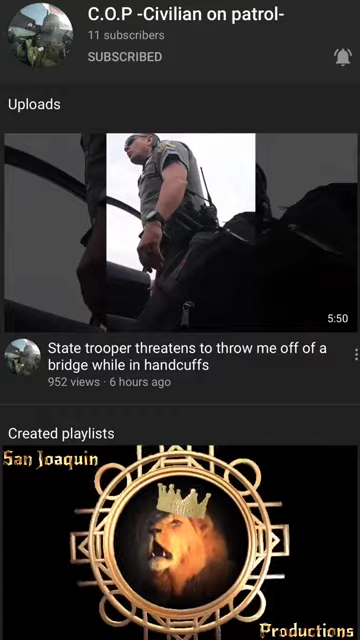 C.O.P -Civilian on patrol-
11 subscribers
SUBSCRIBED
Uploads
5:50
State trooper threatens to throw me off of a
bridge while in handcuffs
952 views · 6 hours ago
Created playlists
San Joaquin
Productions